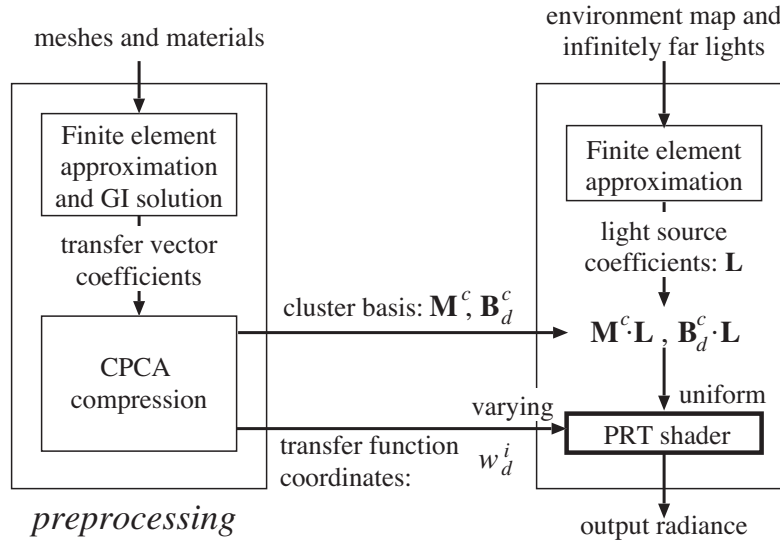 meshes and materials
Finite element
approximation
and GI solution
transfer vector
coefficients
CPCA
compression
preprocessing
cluster basis: M^c, B_d^c
varying
transfer function
coordinates:
w_d^i
environment map and
infinitely far lights
Finite element
approximation
light source
coefficients: L
M^c·L , B_d^c·L
uniform
PRT shader
output radiance